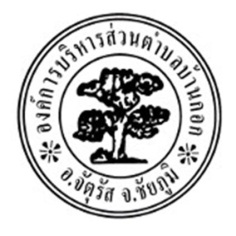 องค์การบริหารส่วนตำบลบ้านกอก
อ.จัตุรัส จ.ชัยภูมิ